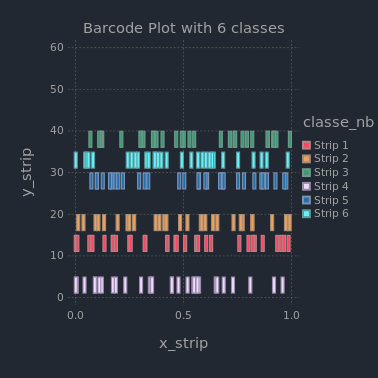 Barcode Plot with 6 classes
60
50
40
30
20
10
0
0.0
0.5
1.0
x_strip
y_strip
classe_nb
Strip 1
Strip 2
Strip 3
Strip 4
Strip 5
Strip 6